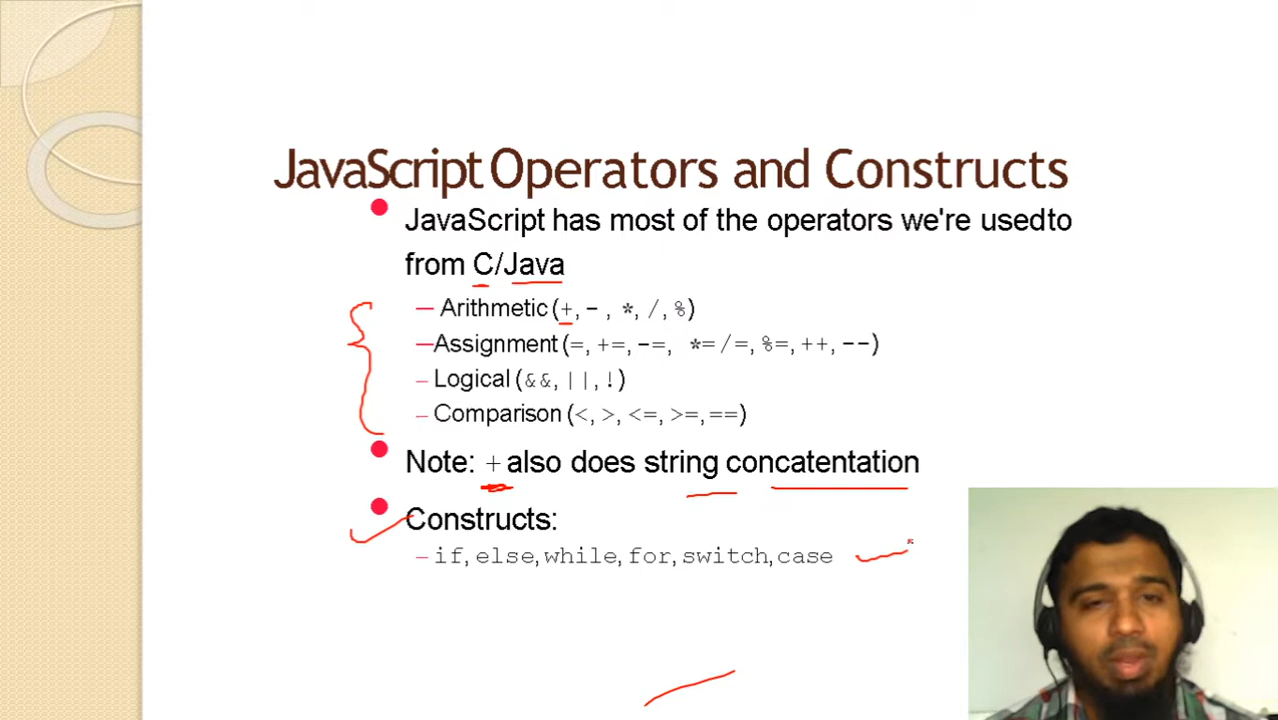 JavaScript Operators and Constructs
JavaScript has most of the operators we're usedto
from C/Java
– Arithmetic (+, - , *, /, %)
–Assignment (=, +=, -=, *= /=, %=, ++, --)
– Logical (&&, ||, !)
– Comparison (<, >, <=, >=, ==)
Note: + also does string concatentation
Constructs:
– if, else, while, for, switch, case